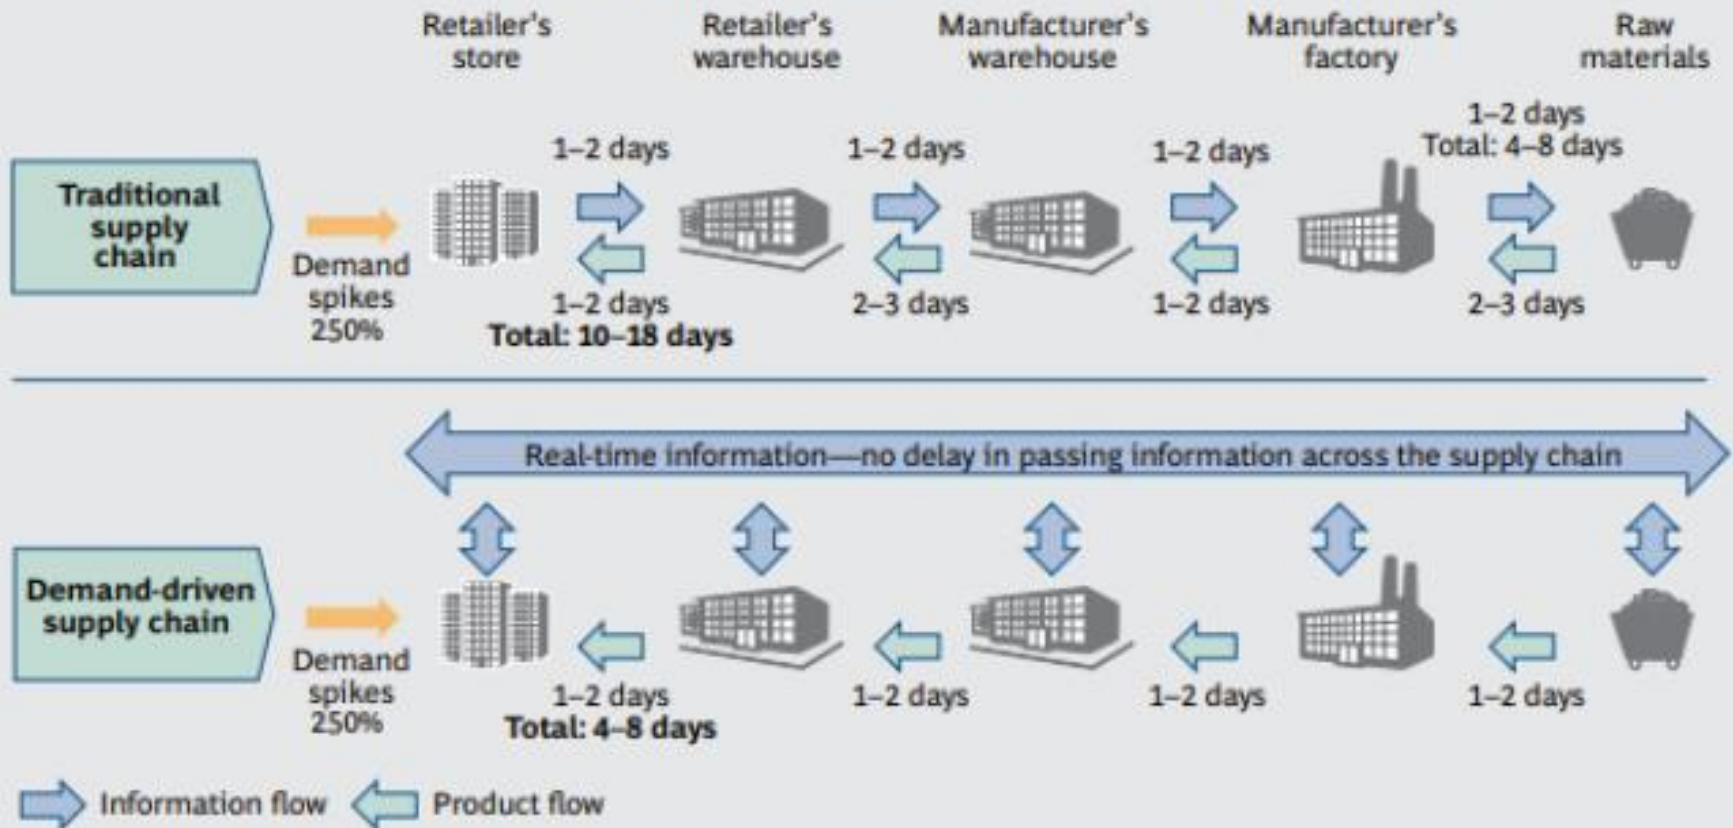 Retailer's
store
Retailer's
warehouse
Manufacturer's
warehouse
Manufacturer's
factory
Raw
materials
Traditional
supply
chain
Demand
spikes
250%
1–2 days
1–2 days
1–2 days
1–2 days
Total: 4–8 days
1–2 days
Total: 10–18 days
2–3 days
1–2 days
2–3 days
Real-time information—no delay in passing information across the supply chain
Demand-driven
supply chain
Demand
spikes
250%
1–2 days
Total: 4–8 days
1–2 days
1–2 days
1–2 days
Information flow
Product flow